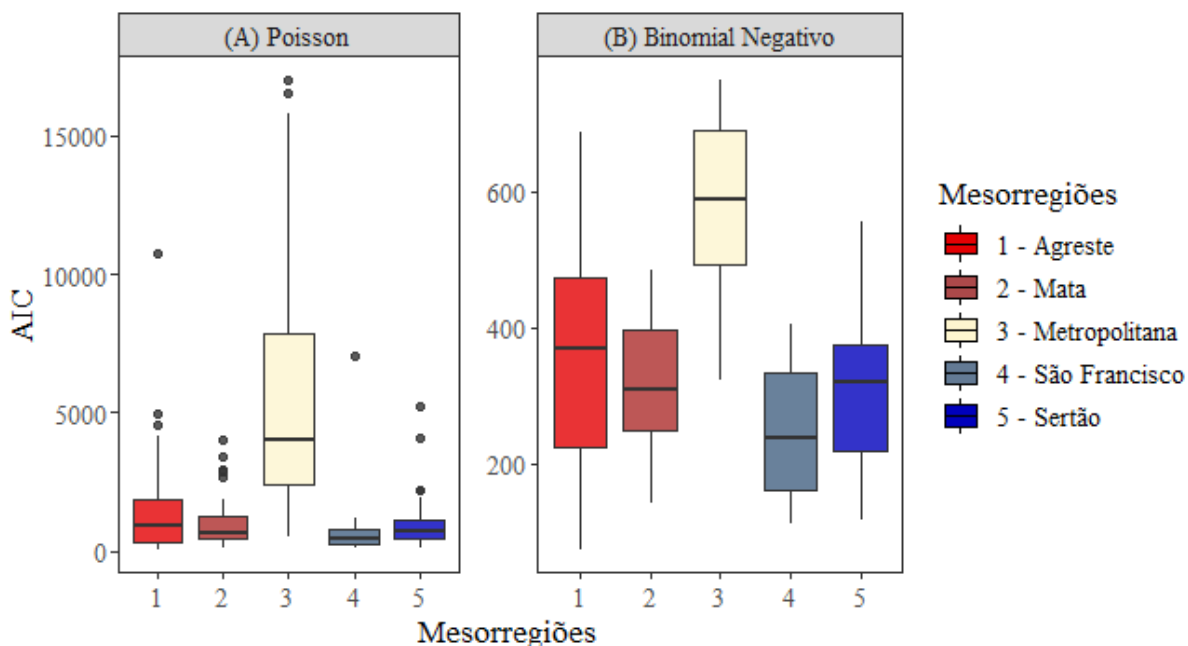 (A) Poisson
(B) Binomial Negativo
AIC
15000
10000
5000
0
600
400
200
1 2 3 4 5
1 2 3 4 5
Mesorregiões
Mesorregiões
1 - Agreste
2 - Mata
3 - Metropolitana
4 - São Francisco
5 - Sertão